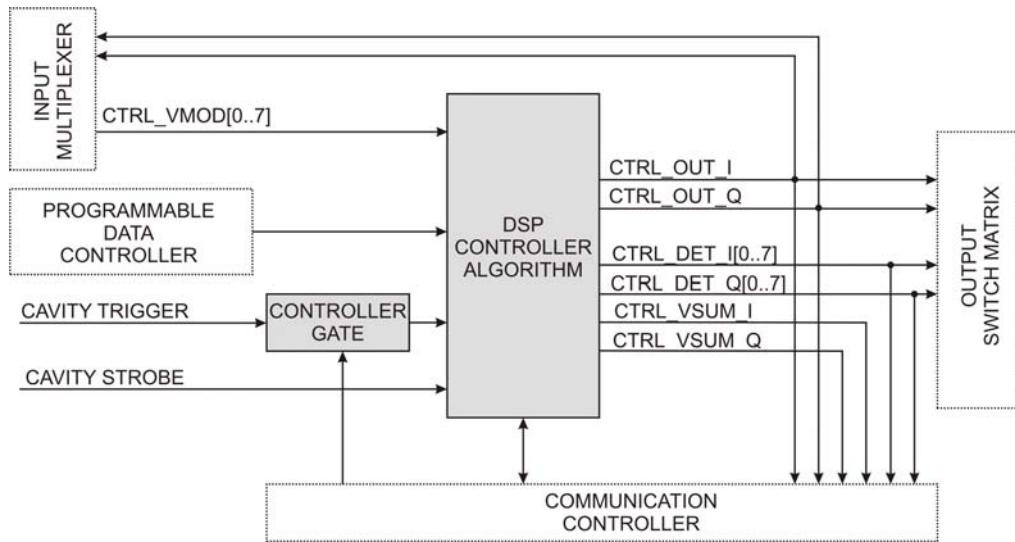 INPUT
MULTIPLEXER
CTRL_VMOD[0..7]
PROGRAMMABLE
DATA
CONTROLLER
CAVITY TRIGGER
CONTROLLER
GATE
CAVITY STROBE
DSP
CONTROLLER
ALGORITHM
CTRL_OUT_I
CTRL_OUT_Q
CTRL_DET_I[0..7]
CTRL_DET_Q[0..7]
CTRL_VSUM_I
CTRL_VSUM_Q
OUTPUT
SWITCH MATRIX
COMMUNICATION
CONTROLLER